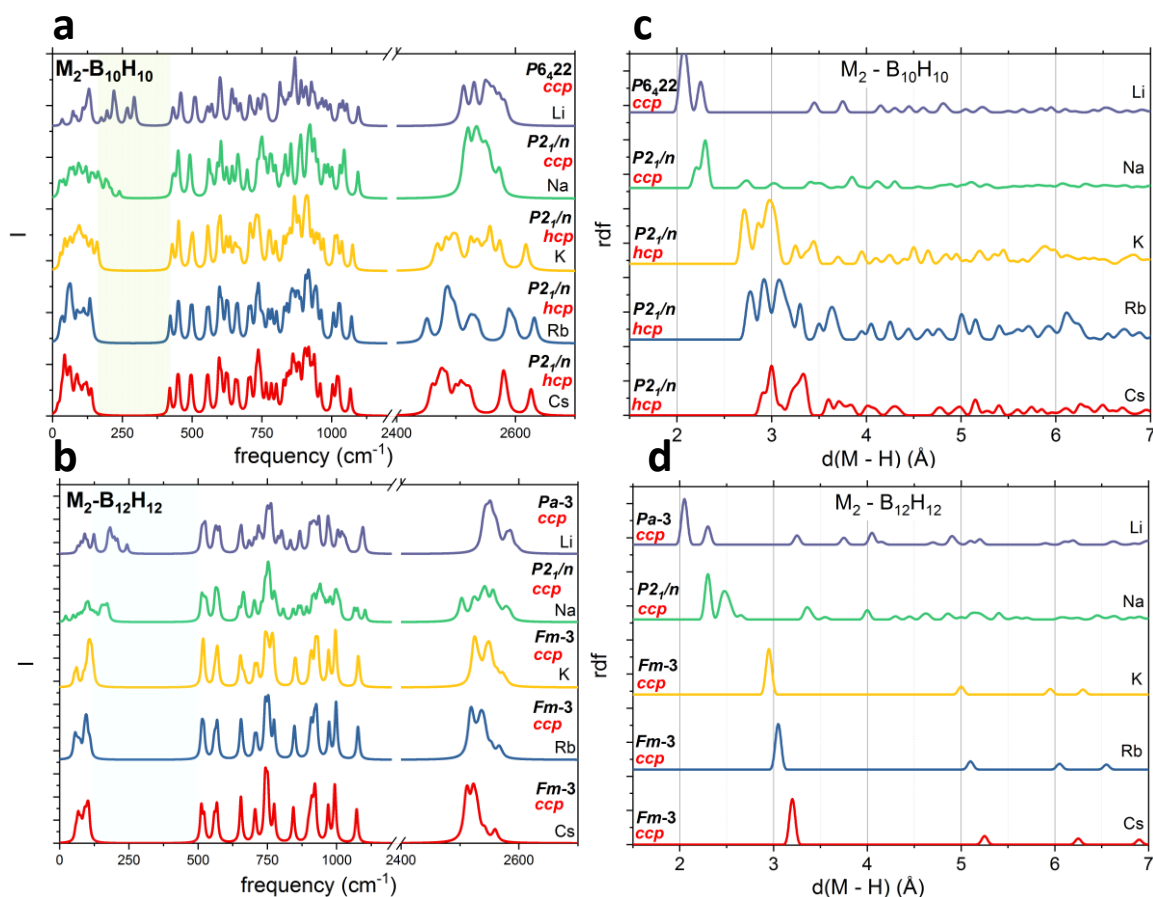 a
M2-B10H10
I
P6422
ccp
Li
P21/n
ccp
Na
P21/n
hcp
K
P21/n
hcp
Rb
P21/n
hcp
Cs
0 250 500 750 1000 2400 2600
frequency (cm-1)
c
M2 - B10H10
rdf
P6422
ccp
Li
P21/n
ccp
Na
P21/n
hcp
K
P21/n
hcp
Rb
P21/n
hcp
Cs
2 3 4 5 6 7
d(M - H) (Å)
b
M2-B12H12
I
Pa-3
ccp
Li
P21/n
ccp
Na
Fm-3
ccp
K
Fm-3
ccp
Rb
Fm-3
ccp
Cs
0 250 500 750 1000 2400 2600
frequency (cm-1)
d
M2 - B12H12
rdf
Pa-3
ccp
Li
P21/n
ccp
Na
Fm-3
ccp
K
Fm-3
ccp
Rb
Fm-3
ccp
Cs
2 3 4 5 6 7
d(M - H) (Å)